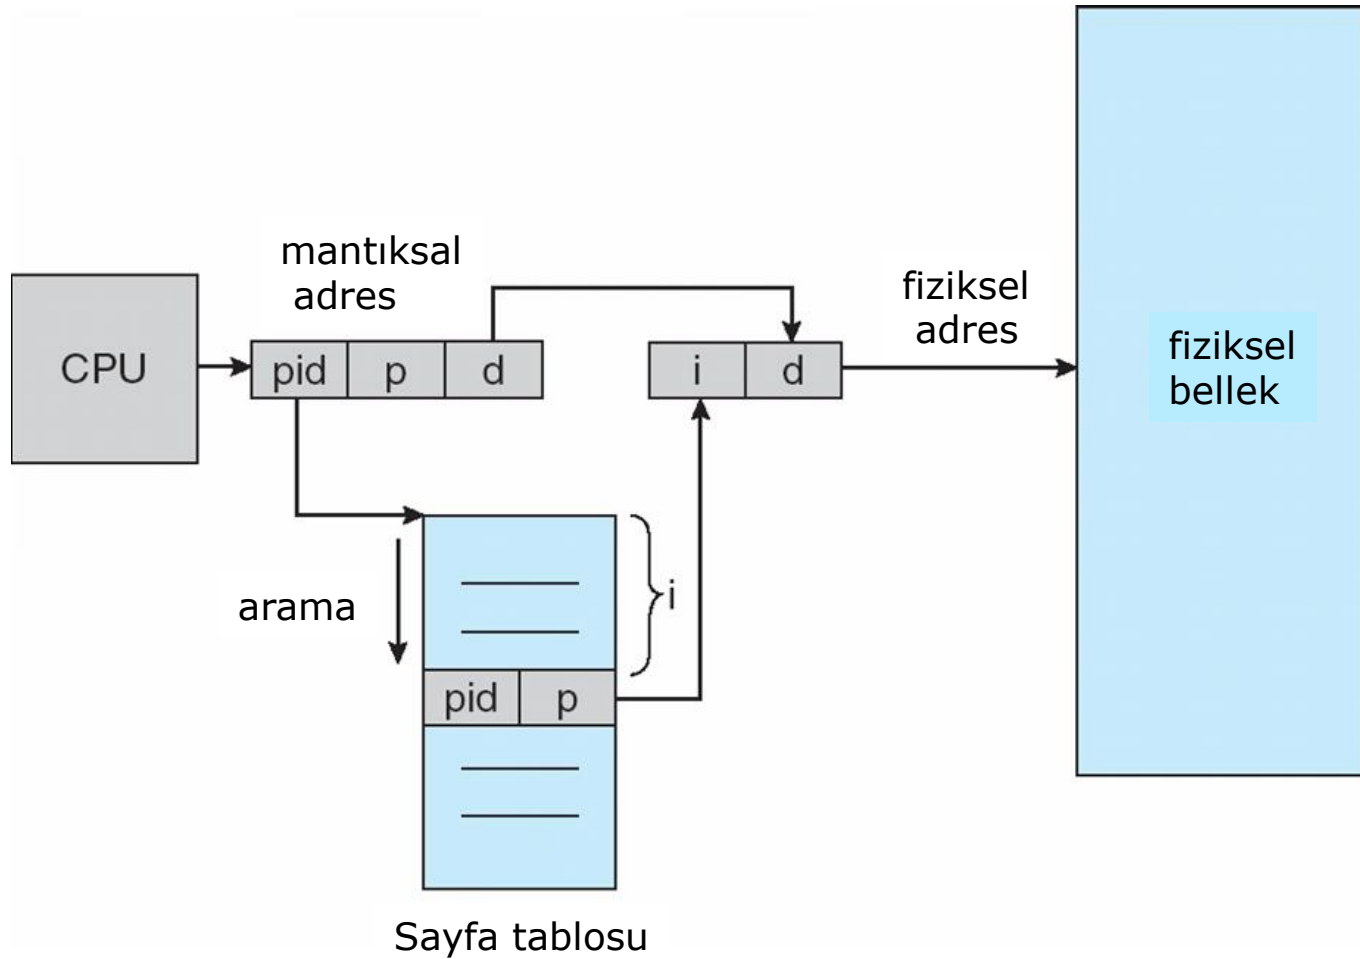 mantıksal
adres
fiziksel
adres
CPU
pid p d
i d
fiziksel
bellek
arama
i
pid p
Sayfa tablosu